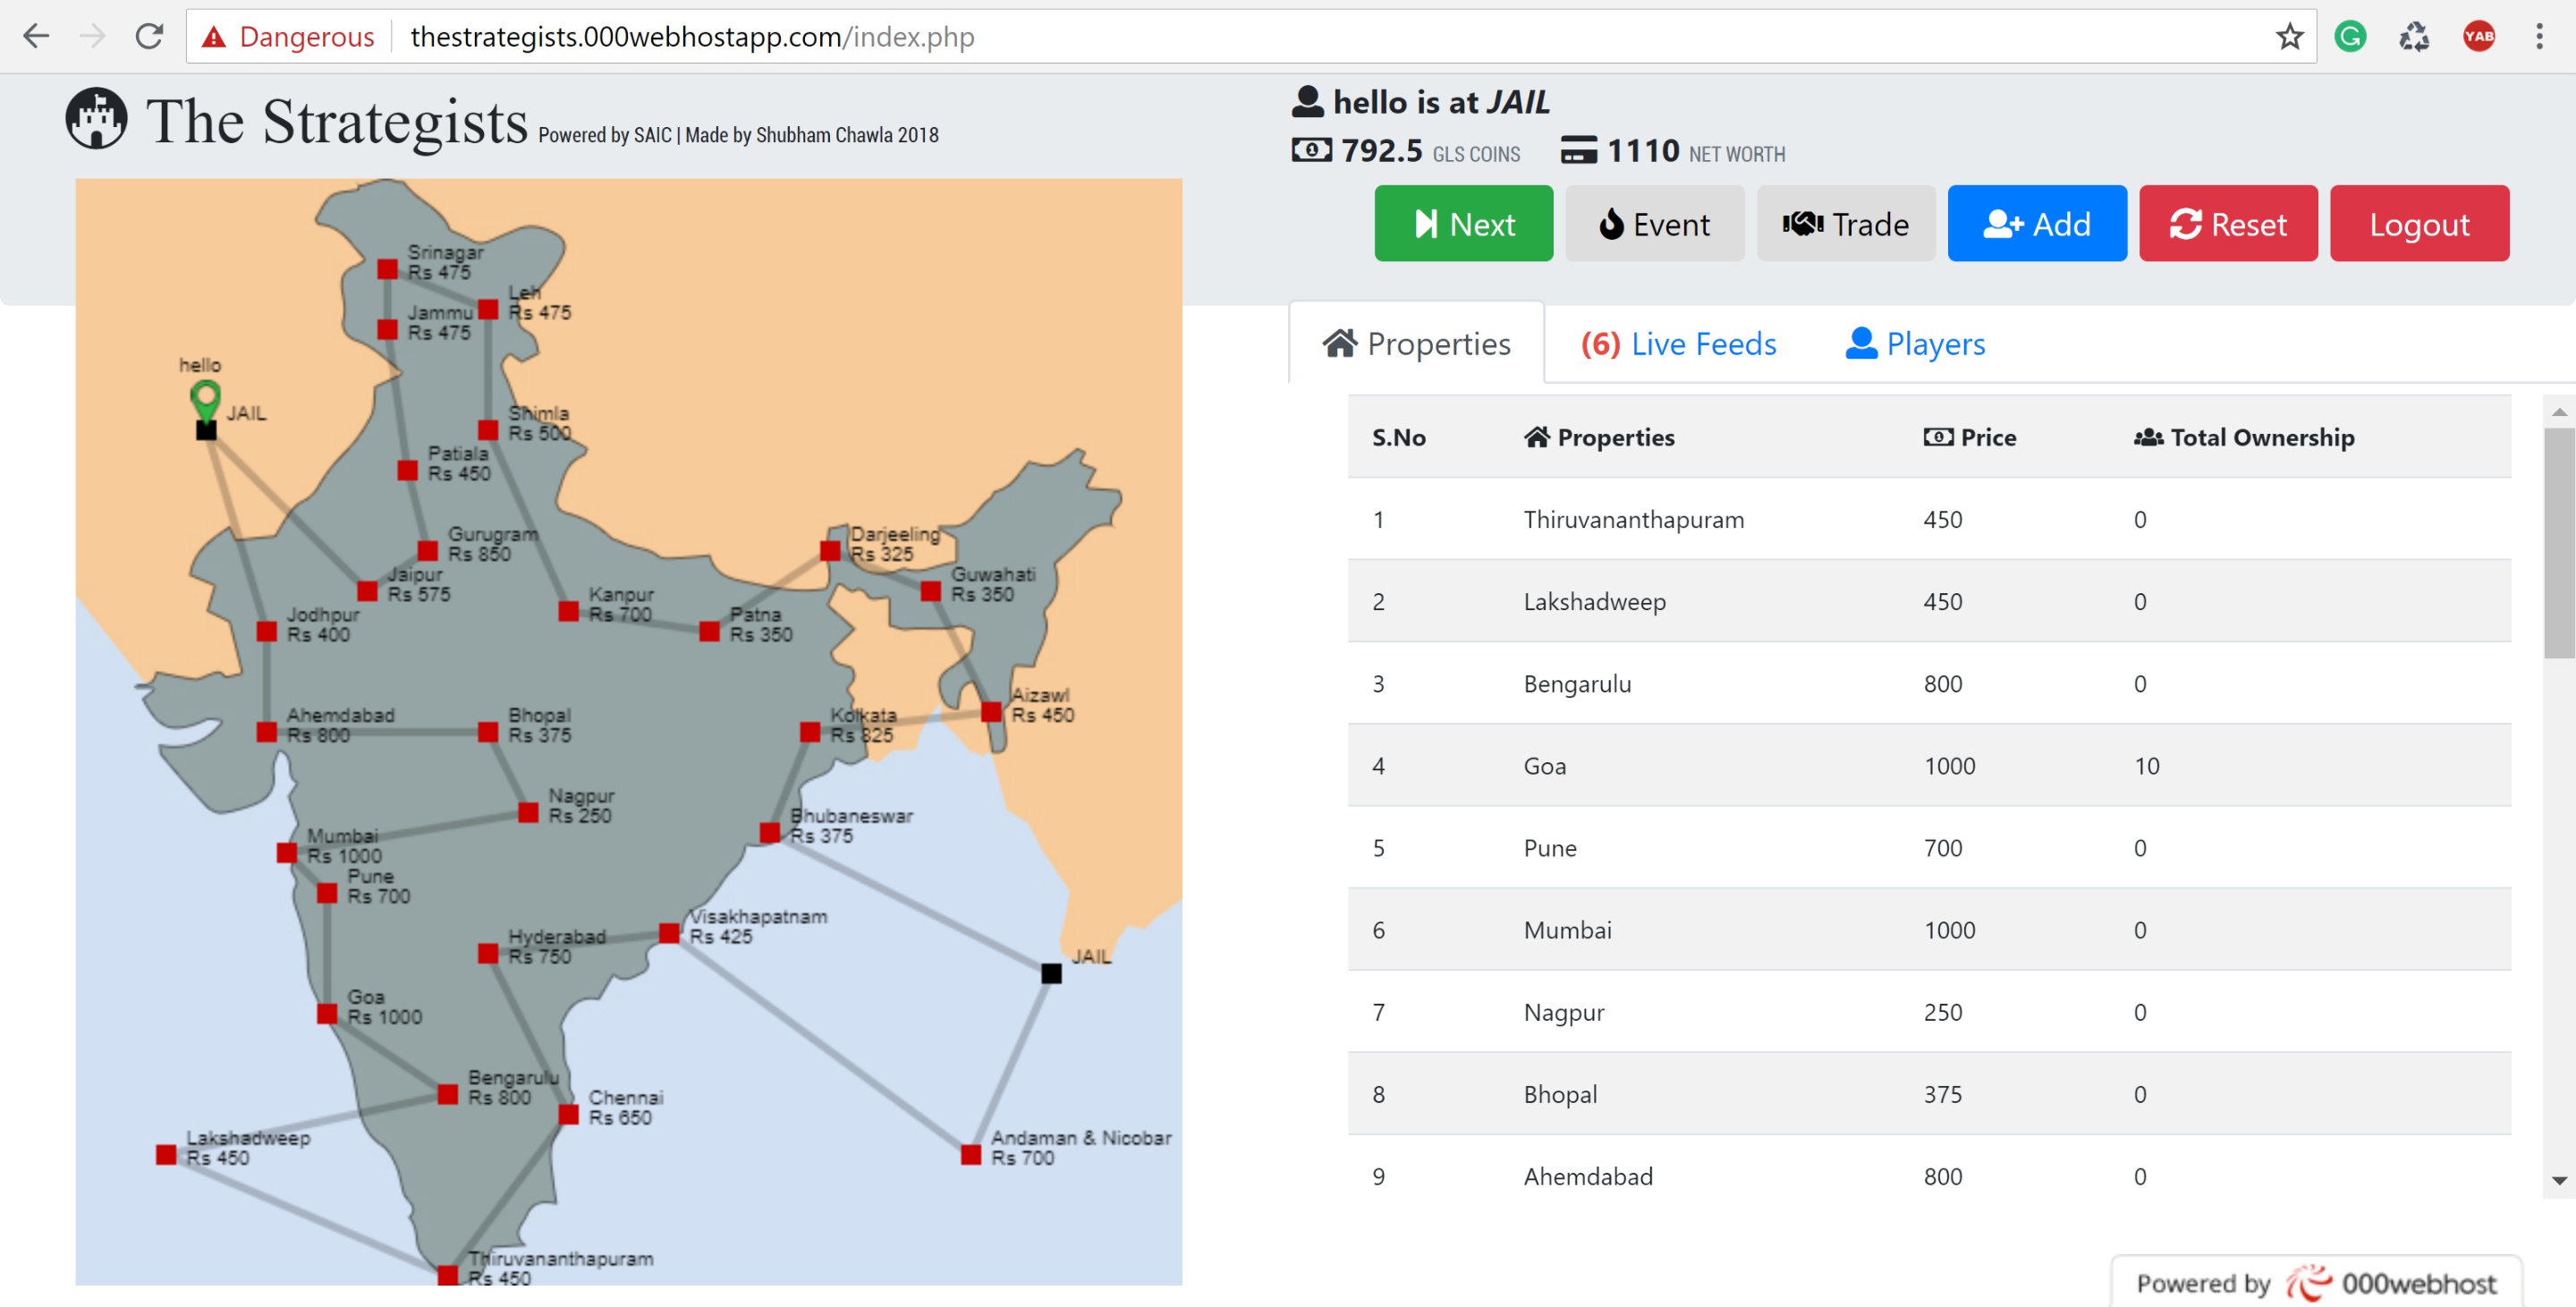 Dangerous thestrategists.000webhostapp.com/index.php
YAB
The Strategists Powered by SAIC | Made by Shubham Chawla 2018
hello is at JAIL
792.5 GLS COINS 1110 NET WORTH
Next Event Trade Add Reset Logout
Srinagar
Rs 475
Leh
Rs 475
Jammu
Rs 475
hello
JAIL
Shimla
Rs 500
Patiala
Rs 450
Gurugram
Rs 850
Darjeeling
Rs 325
Jaipur
Rs 575
Guwahati
Rs 350
Kanpur
Rs 700
Jodhpur
Rs 400
Patna
Rs 350
Aizawl
Rs 450
Ahemdabad
Rs 800
Bhopal
Rs 375
Kolkata
Rs 825
Nagpur
Rs 250
Bhubaneswar
Rs 375
Mumbai
Rs 1000
Pune
Rs 700
Visakhapatnam
Rs 425
Hyderabad
Rs 750
JAIL
Goa
Rs 1000
Bengarulu
Rs 800
Chennai
Rs 650
Lakshadweep
Rs 450
Andaman & Nicobar
Rs 700
Thiruvananthapuram
Rs 450
Properties (6) Live Feeds Players
S.No Properties Price Total Ownership
1 Thiruvananthapuram 450 0
2 Lakshadweep 450 0
3 Bengarulu 800 0
4 Goa 1000 10
5 Pune 700 0
6 Mumbai 1000 0
7 Nagpur 250 0
8 Bhopal 375 0
9 Ahemdabad 800 0
Powered by 000webhost